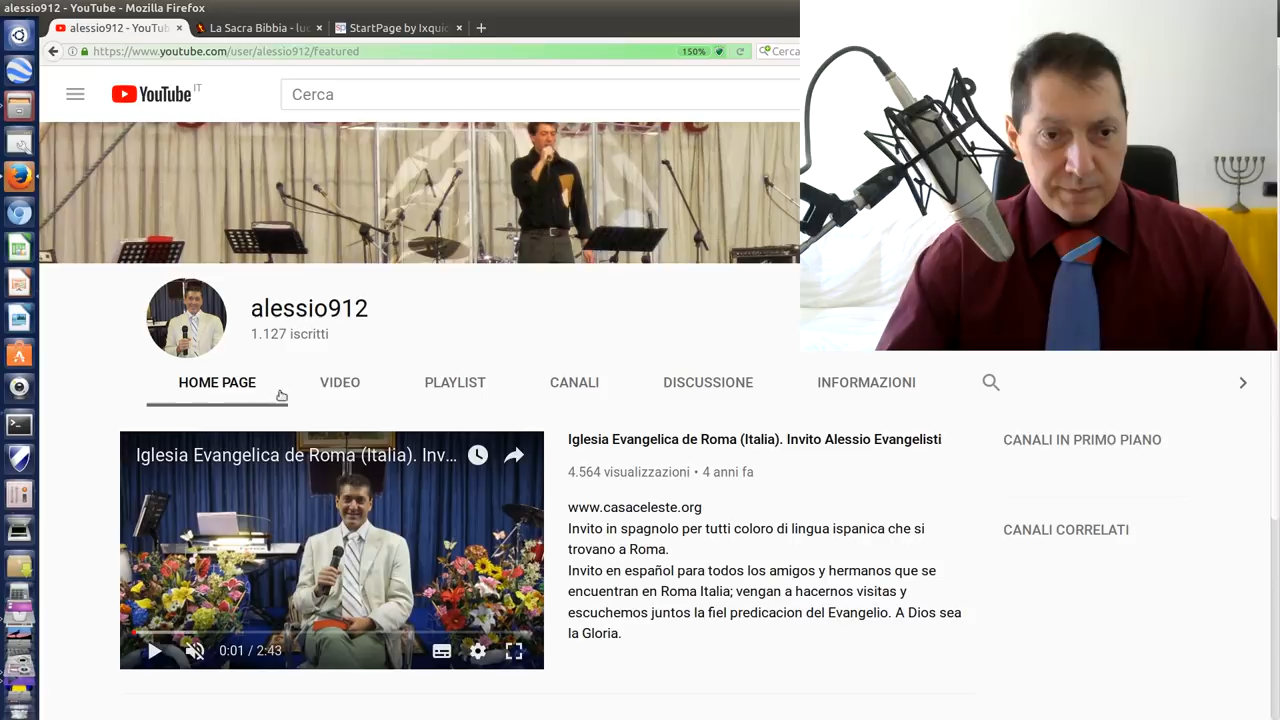 alessio912 - YouTube - Mozilla Firefox
alessio912 - YouTub
La Sacra Bibbia - luc
StartPage by Ixquic
https://www.youtube.com/user/alessio912/featured
150%
Cerca
YouTube IT
Cerca
alessio912
1.127 iscritti
HOME PAGE
VIDEO
PLAYLIST
CANALI
DISCUSSIONE
INFORMAZIONI
Iglesia Evangelica de Roma (Italia). Inv...
0:01 / 2:43
Iglesia Evangelica de Roma (Italia). Invito Alessio Evangelisti
4.564 visualizzazioni • 4 anni fa
www.casaceleste.org
Invito in spagnolo per tutti coloro di lingua ispanica che si
trovano a Roma.
Invito en español para todos los amigos y hermanos que se
encuentran en Roma Italia; vengan a hacernos visitas y
escuchemos juntos la fiel predicacion del Evangelio. A Dios sea
la Gloria.
CANALI IN PRIMO PIANO
CANALI CORRELATI